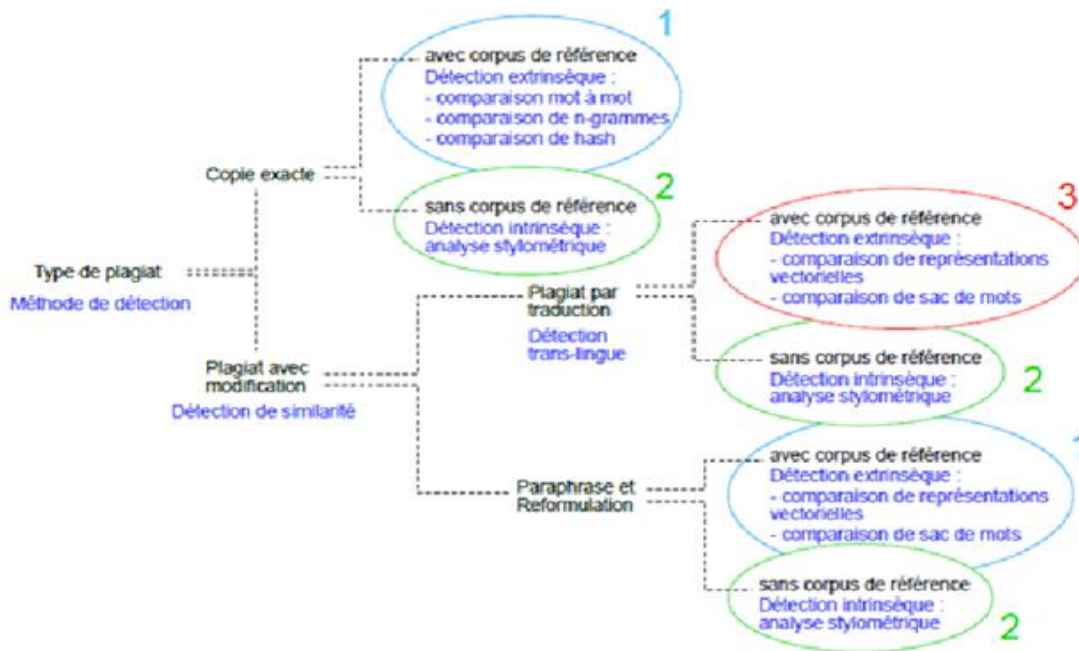 1
avec corpus de référence
Détection extrinsèque :
- comparaison mot à mot
- comparaison de n-grammes
- comparaison de hash
Copie exacte
2
sans corpus de référence
Détection intrinsèque :
analyse stylométrique
3
avec corpus de référence
Détection extrinsèque :
- comparaison de représentations
vectorielles
- comparaison de sac de mots
Type de plagiat
Méthode de détection
Plagiat par
traduction
Détection
trans-lingue
sans corpus de référence
Détection intrinsèque :
analyse stylométrique
2
Plagiat avec
modification
Détection de similarité
1
avec corpus de référence
Détection extrinsèque :
- comparaison de représentations
vectorielles
- comparaison de sac de mots
Paraphrase et
Reformulation
sans corpus de référence
Détection intrinsèque :
analyse stylométrique
2